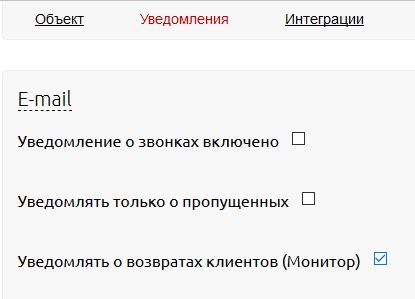 Объект Уведомления Интеграции
E-mail
Уведомление о звонках включено
Уведомлять только о пропущенных
Уведомлять о возвратах клиентов (Монитор)